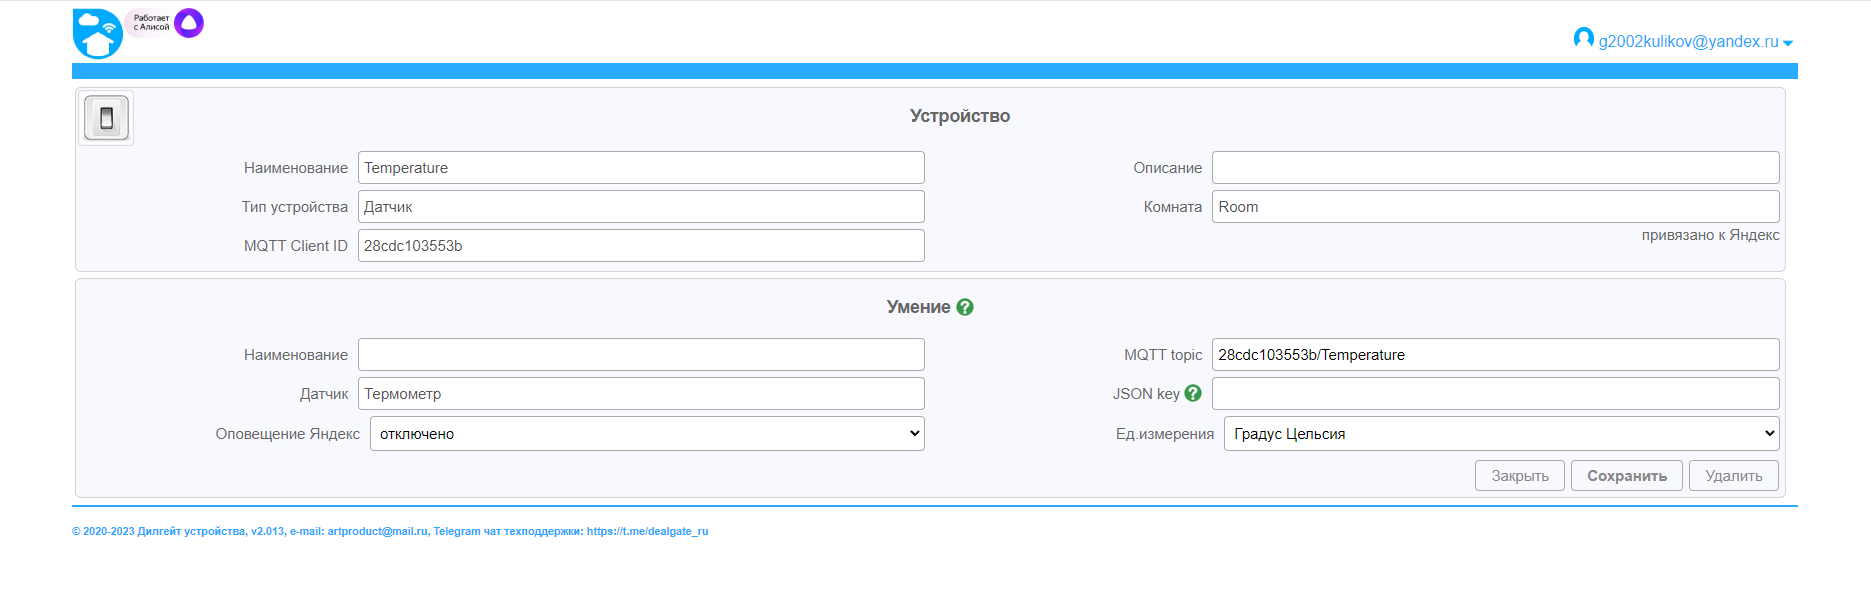 Работает
с Алисой
g2002kulikov@yandex.ru
Устройство
Наименование Temperature Описание
Тип устройства Датчик Комната Room
MQTT Client ID 28cdc103553b привязано к Яндекс
Умение ?
Наименование MQTT topic 28cdc103553b/Temperature
Датчик Термометр JSON key ?
Оповещение Яндекс отключено Ед.измерения Градус Цельсия
Закрыть Сохранить Удалить
© 2020-2023 Дилгейт устройства, v2.013, e-mail: artproduct@mail.ru, Telegram чат техподдержки: https://t.me/dealgate_ru